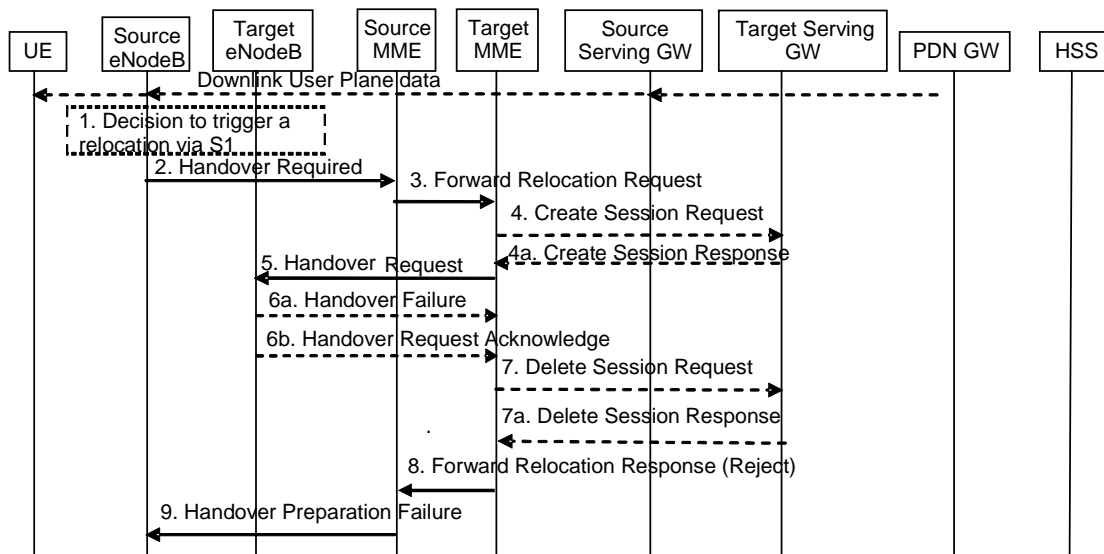 UE
Source
eNodeB
Target
eNodeB
Source
MME
Target
MME
Source
Serving GW
Target Serving
GW
PDN GW
HSS
Downlink User Plane data
1. Decision to trigger a
relocation via S1
2. Handover Required
3. Forward Relocation Request
4. Create Session Request
4a. Create Session Response
5. Handover Request
6a. Handover Failure
6b. Handover Request Acknowledge
7. Delete Session Request
7a. Delete Session Response
.
8. Forward Relocation Response (Reject)
9. Handover Preparation Failure